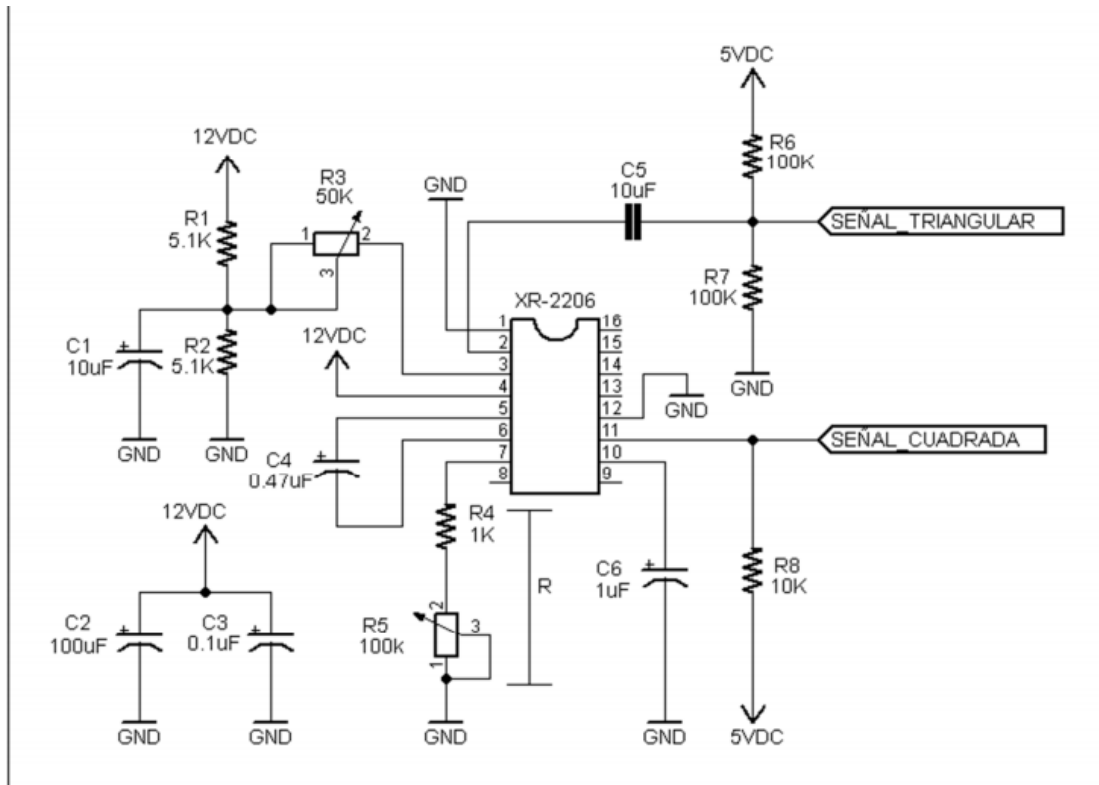 5VDC
R6
100K
12VDC
R3
50K
GND
C5
10uF
R1
5.1K
1
2
3
SEÑAL_TRIANGULAR
R7
100K
XR-2206
C1
10uF
R2
5.1K
12VDC
GND
GND
GND
GND
1
2
3
4
5
6
7
8
16
15
14
13
12
11
10
9
SEÑAL_CUADRADA
C4
0.47uF
12VDC
R4
1K
R
C6
1uF
R8
10K
C2
100uF
C3
0.1uF
R5
100k
2
3
1
GND
GND
GND
GND
5VDC